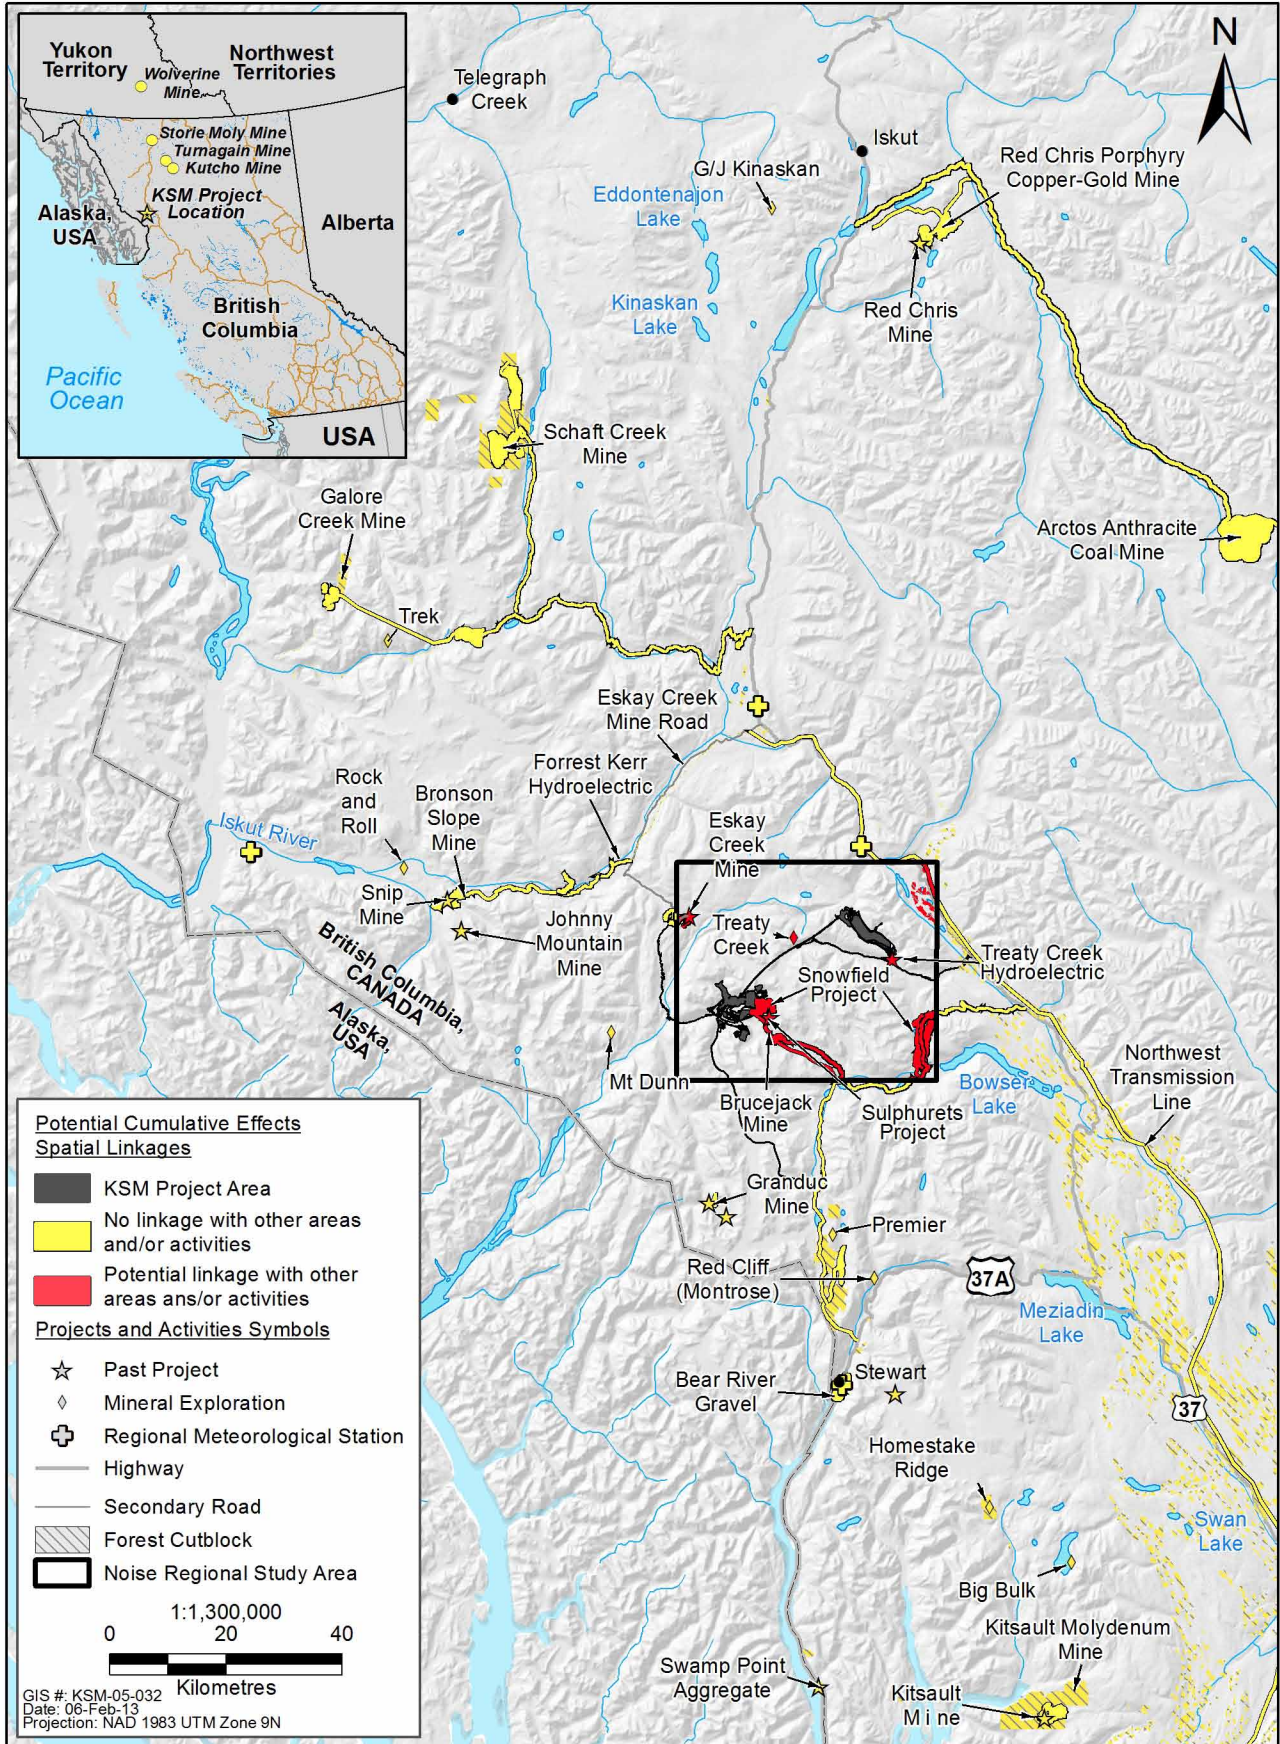 Yukon
Territory
Northwest
Territories
Wolverine
Mine
Storie Moly Mine
Turnagain Mine
Kutcho Mine
KSM Project
Location
Alaska,
USA
Alberta
British
Columbia
Pacific
Ocean
USA
N
Telegraph
Creek
Iskut
G/J Kinaskan
Red Chris Porphyry
Copper-Gold Mine
Eddontenajon
Lake
Kinaskan
Lake
Red Chris
Mine
Schaft Creek
Mine
Galore
Creek Mine
Arctos Anthracite
Coal Mine
Trek
Eskay Creek
Mine Road
Forrest Kerr
Hydroelectric
Rock
and
Roll
Bronson
Slope
Mine
Iskut River
Eskay
Creek
Mine
Snip
Mine
Johnny
Mountain
Mine
Treaty
Creek
Treaty Creek
Hydroelectric
Snowfield
Project
British Columbia,
CANADA
Alaska,
USA
Mt Dunn
Brucejack
Mine
Sulphurets
Project
Bowser
Lake
Northwest
Transmission
Line
Granduc
Mine
Premier
Red Cliff
(Montrose)
37A
Meziadin
Lake
Bear River
Gravel
Stewart
37
Homestake
Ridge
Swan
Lake
Big Bulk
Kitsault Molydenum
Mine
Swamp Point
Aggregate
Kitsault
Mine
Potential Cumulative Effects
Spatial Linkages
KSM Project Area
No linkage with other areas
and/or activities
Potential linkage with other
areas ans/or activities
Projects and Activities Symbols
Past Project
Mineral Exploration
Regional Meteorological Station
Highway
Secondary Road
Forest Cutblock
Noise Regional Study Area
1:1,300,000
0 20 40
Kilometres
GIS #: KSM-05-032
Date: 06-Feb-13
Projection: NAD 1983 UTM Zone 9N